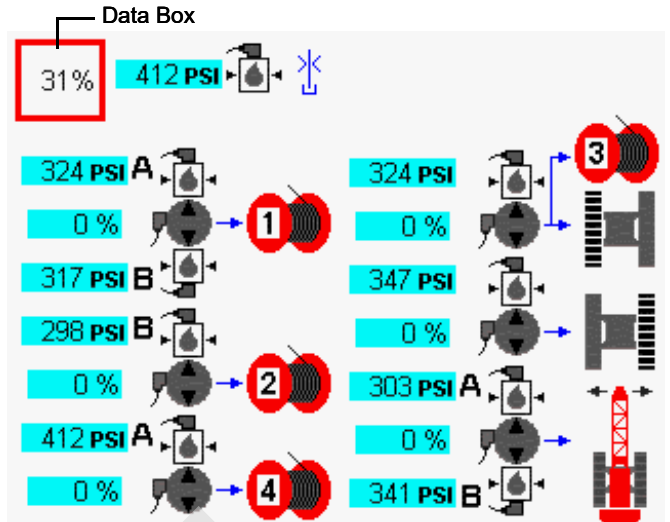 Data Box
31%
412 PSI
324 PSI A
0 %
1
317 PSI B
298 PSI B
0 %
2
412 PSI A
0 %
4
3
324 PSI
0 %
347 PSI
0 %
303 PSI A
0 %
341 PSI B